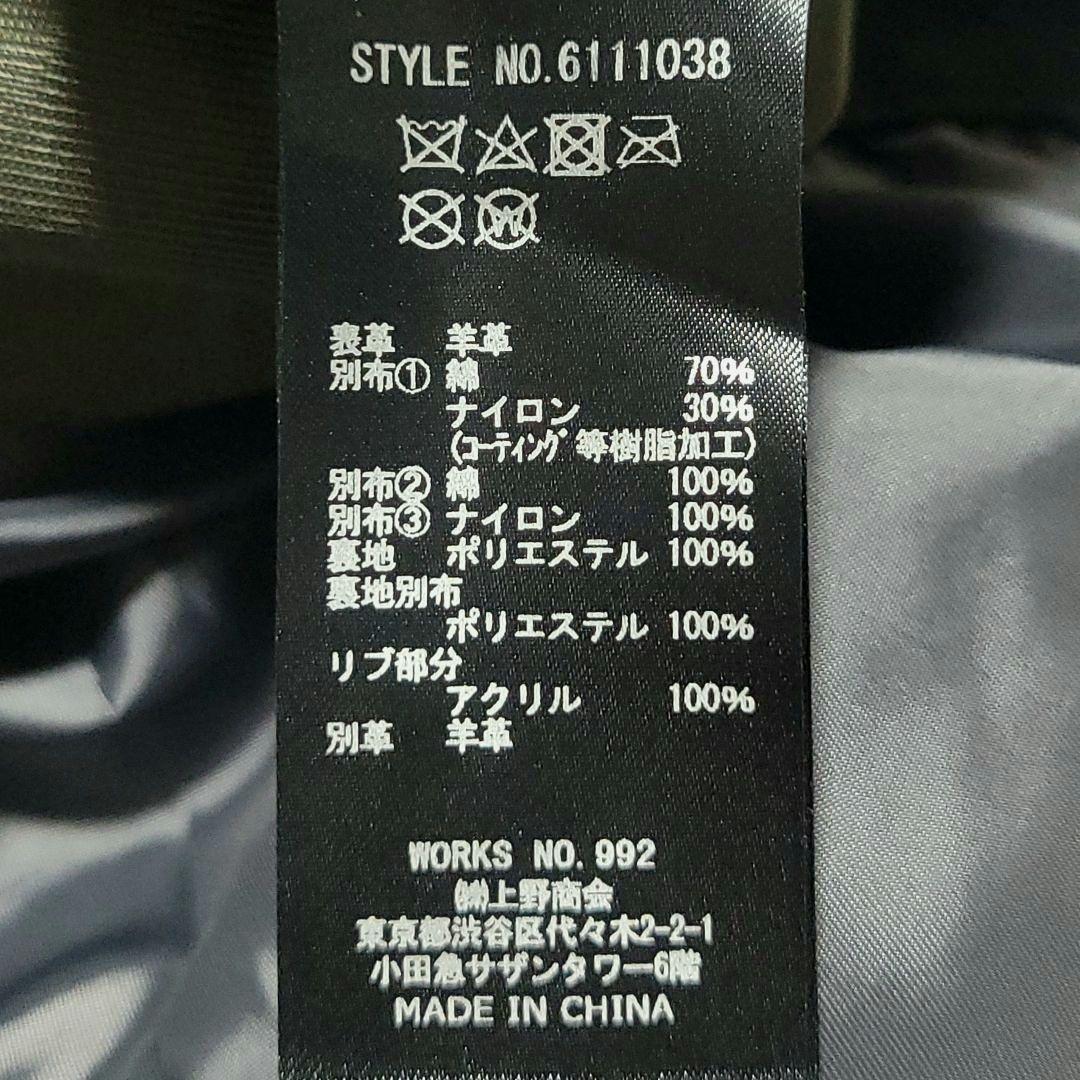 STYLE NO.6111038
表革 羊革
別布① 綿 70%
ナイロン 30%
(コーティング等樹脂加工)
別布② 綿 100%
別布③ ナイロン 100%
裏地 ポリエステル 100%
裏地別布
ポリエステル 100%
リブ部分
アクリル 100%
別革 羊革
WORKS NO.992
㈱上野商会
東京都渋谷区代々木2-2-1
小田急サザンタワー6階
MADE IN CHINA